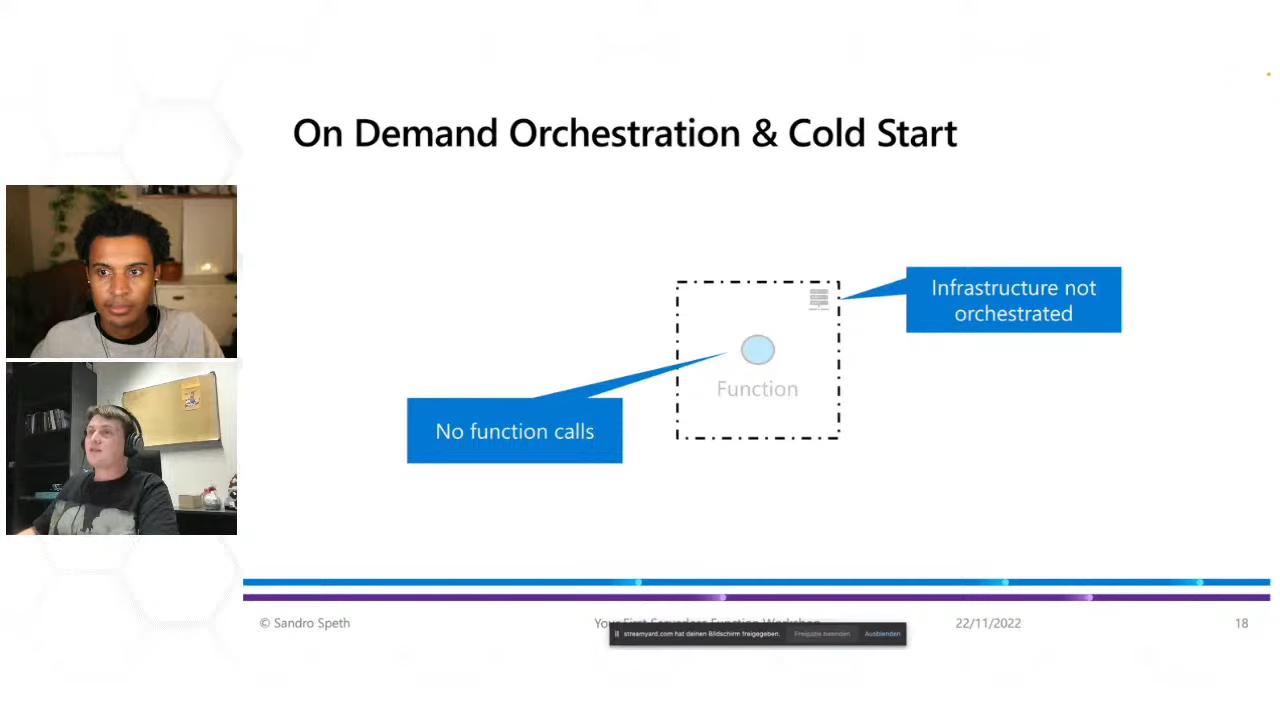 On Demand Orchestration & Cold Start
Infrastructure not
orchestrated
Function
No function calls
© Sandro Speth
Your First Serverless Function Workshop
22/11/2022
18
streamyard.com hat deinen Bildschirm freigegeben.
Freigabe beenden
Ausblenden